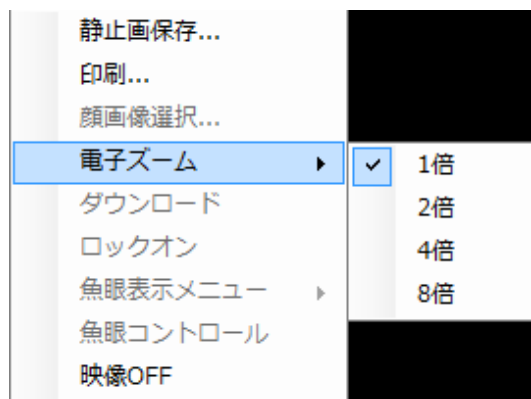 静止画保存...
印刷...
顔画像選択...
電子ズーム
ダウンロード
ロックオン
魚眼表示メニュー
魚眼コントロール
映像OFF
1倍
2倍
4倍
8倍